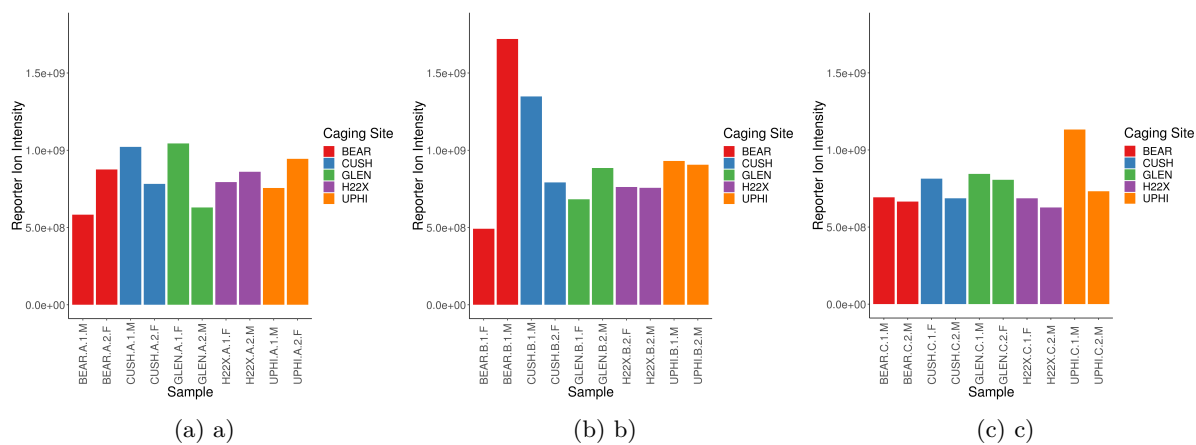 Reporter Ion Intensity
1.5e+09
1.0e+09
5.0e+08
0.0e+00
BEAR.A.1.M
BEAR.A.2.F
CUSH.A.1.M
CUSH.A.2.F
GLEN.A.1.F
GLEN.A.2.M
H22X.A.1.F
H22X.A.2.M
UPHI.A.1.M
UPHI.A.2.F
Sample
Caging Site
BEAR
CUSH
GLEN
H22X
UPHI
(a) a)
Reporter Ion Intensity
1.5e+09
1.0e+09
5.0e+08
0.0e+00
BEAR.B.1.F
BEAR.B.1.M
CUSH.B.1.M
CUSH.B.2.F
GLEN.B.1.F
GLEN.B.2.M
H22X.B.2.F
H22X.B.2.M
UPHI.B.1.M
UPHI.B.2.M
Sample
Caging Site
BEAR
CUSH
GLEN
H22X
UPHI
(b) b)
Reporter Ion Intensity
1.5e+09
1.0e+09
5.0e+08
0.0e+00
BEAR.C.1.M
BEAR.C.2.M
CUSH.C.1.F
CUSH.C.2.M
GLEN.C.1.M
GLEN.C.2.F
H22X.C.1.F
H22X.C.2.M
UPHI.C.1.M
UPHI.C.2.M
Sample
Caging Site
BEAR
CUSH
GLEN
H22X
UPHI
(c) c)